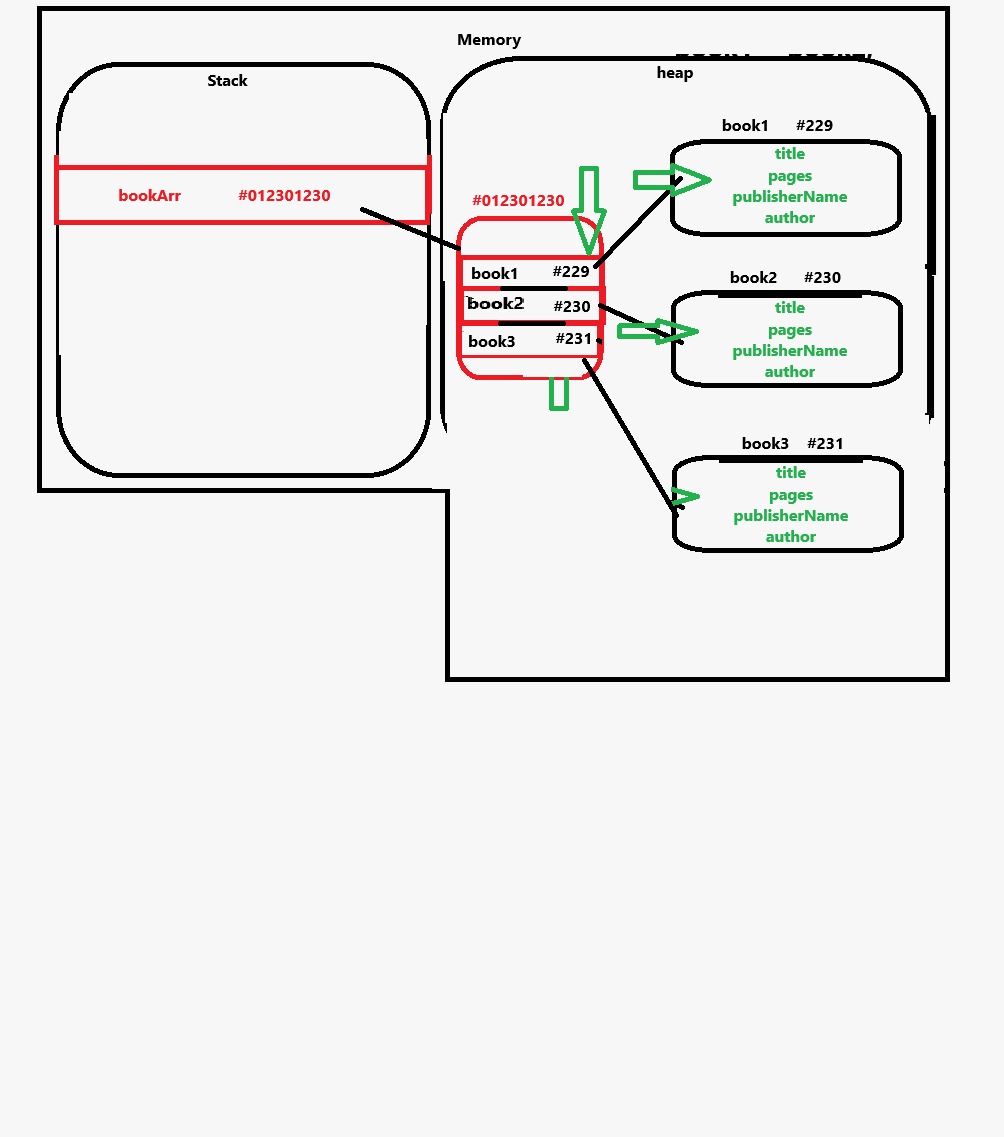 Memory
Stack
heap
bookArr #012301230
#012301230
book1 #229
book2 #230
book3 #231
book1 #229
title
pages
publisherName
author
book2 #230
title
pages
publisherName
author
book3 #231
title
pages
publisherName
author